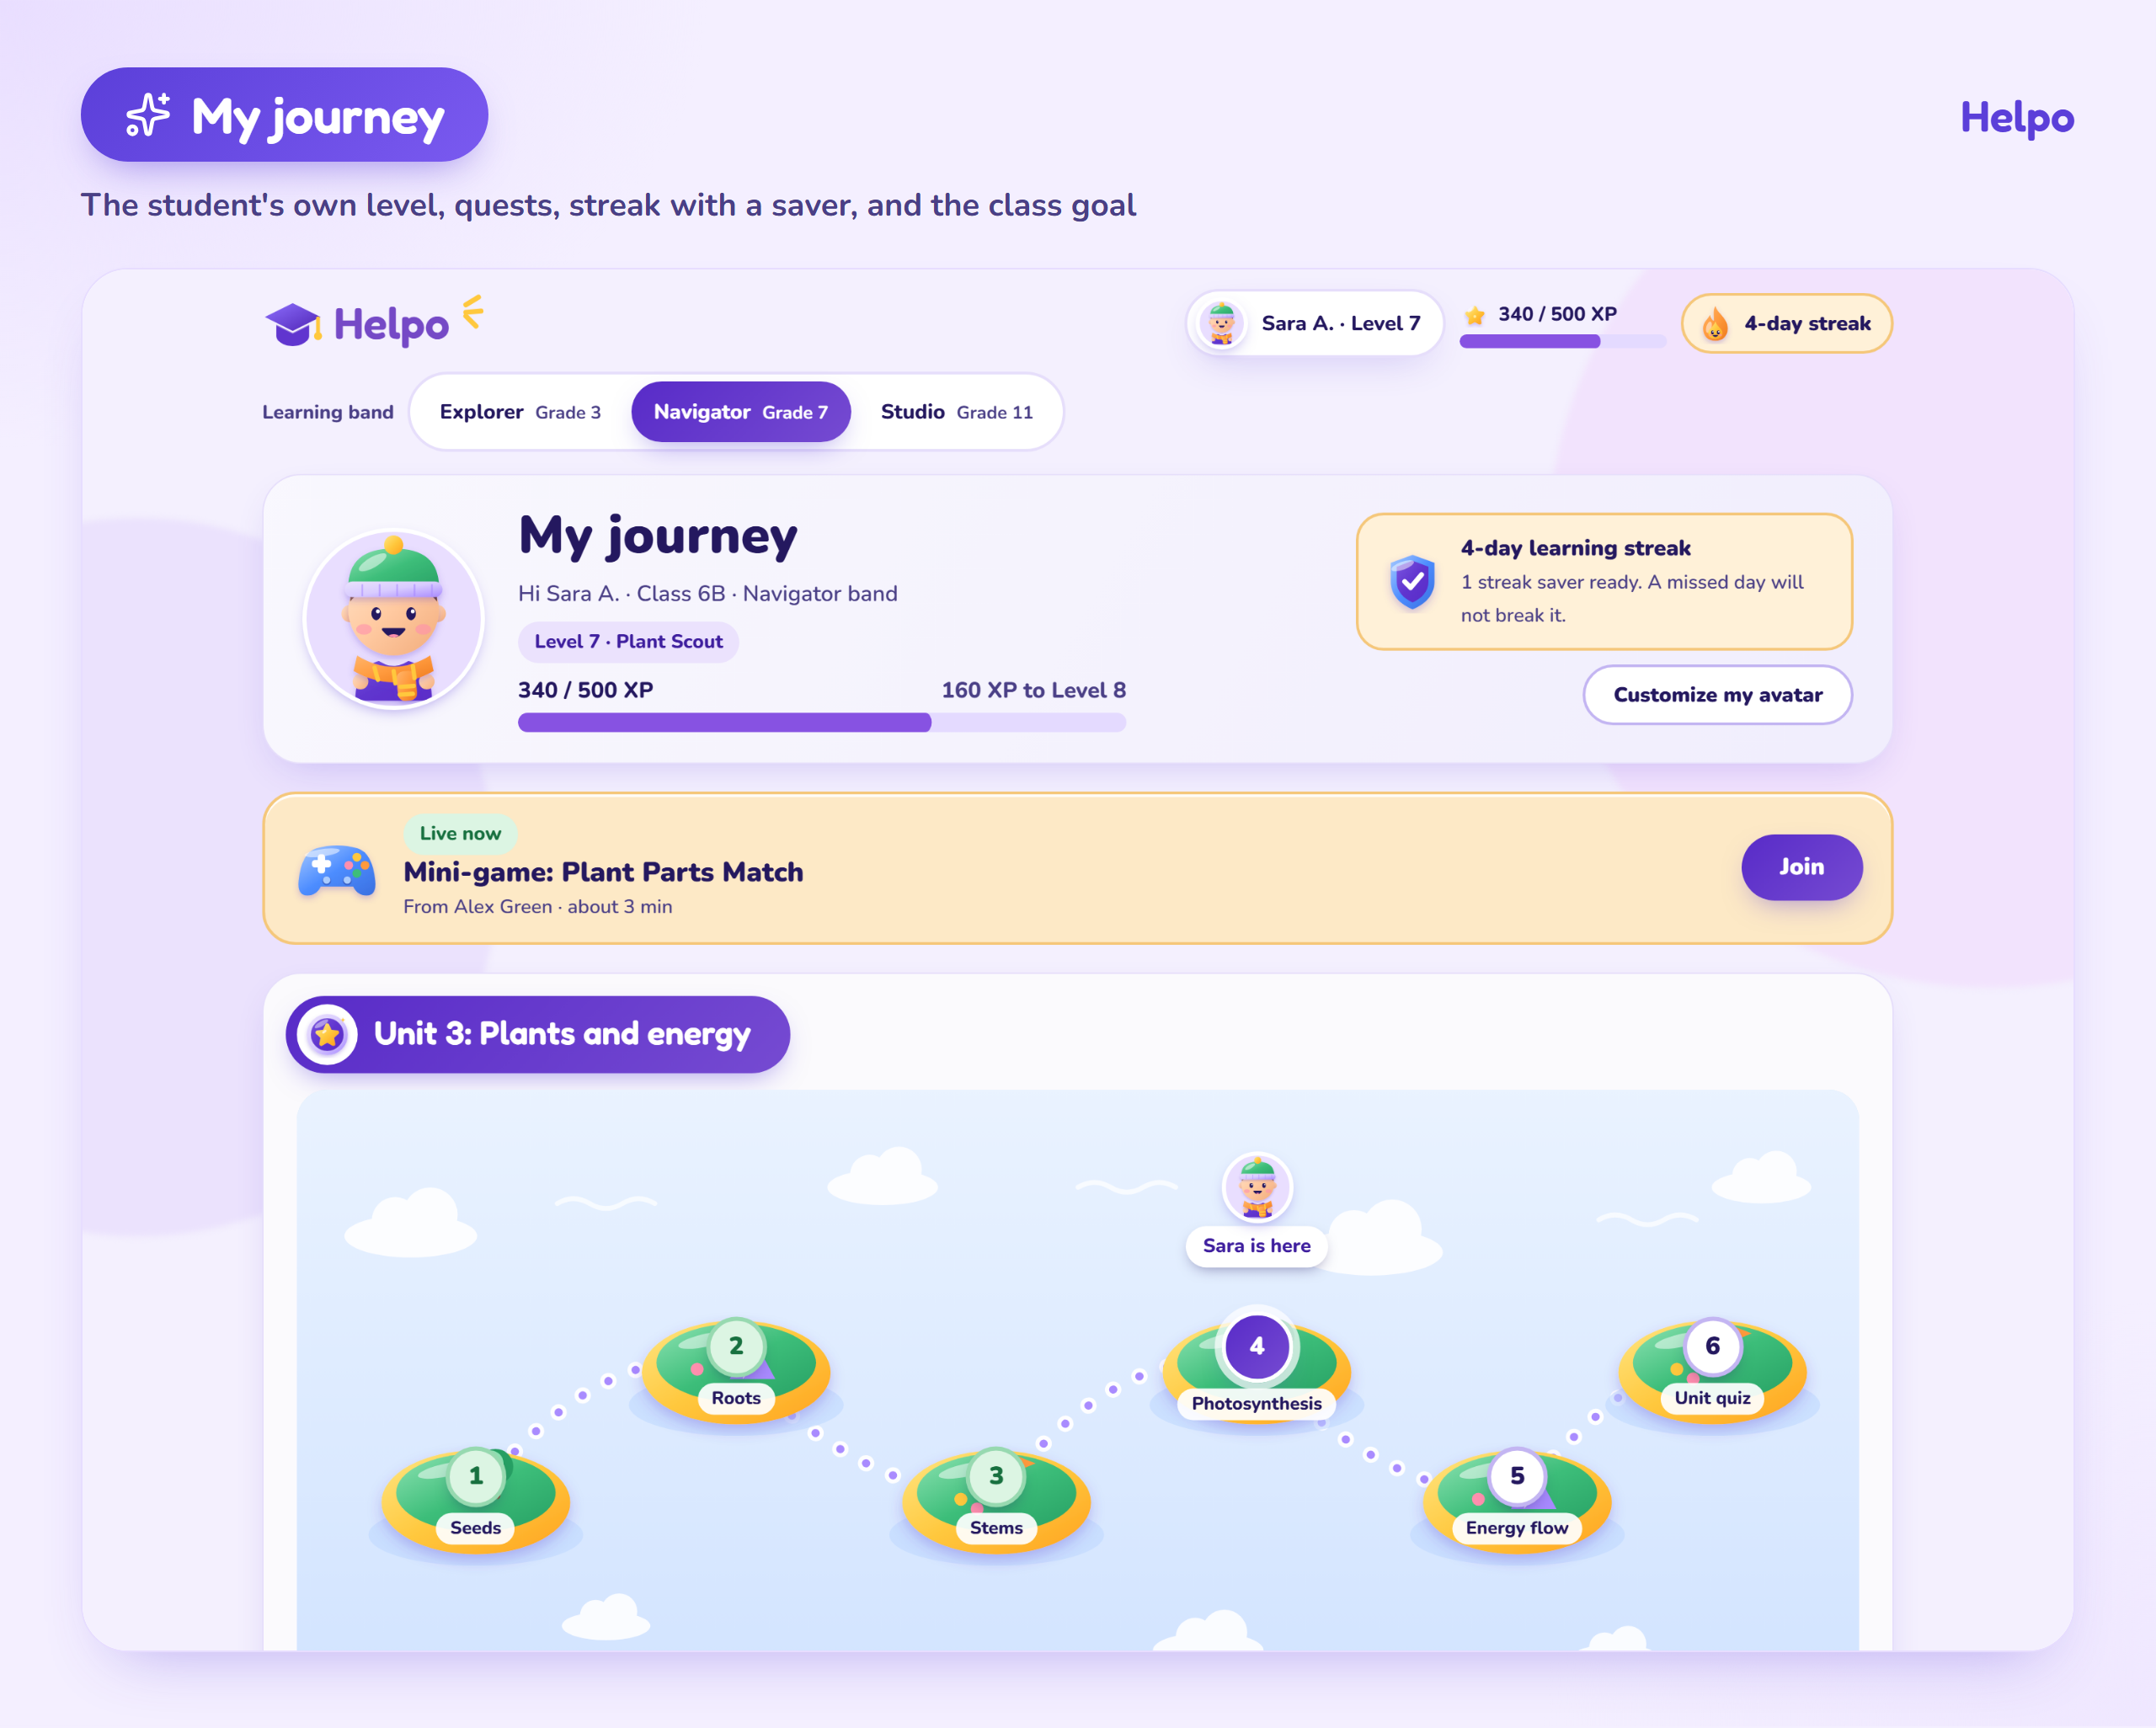 My journey
Helpo
The student's own level, quests, streak with a saver, and the class goal
Helpo
Sara A. · Level 7
340 / 500 XP
4-day streak
Learning band
Explorer Grade 3
Navigator Grade 7
Studio Grade 11
My journey
Hi Sara A. · Class 6B · Navigator band
Level 7 · Plant Scout
340 / 500 XP
160 XP to Level 8
4-day learning streak
1 streak saver ready. A missed day will
not break it.
Customize my avatar
Live now
Mini-game: Plant Parts Match
From Alex Green · about 3 min
Join
Unit 3: Plants and energy
Sara is here
1
Seeds
2
Roots
3
Stems
4
Photosynthesis
5
Energy flow
6
Unit quiz